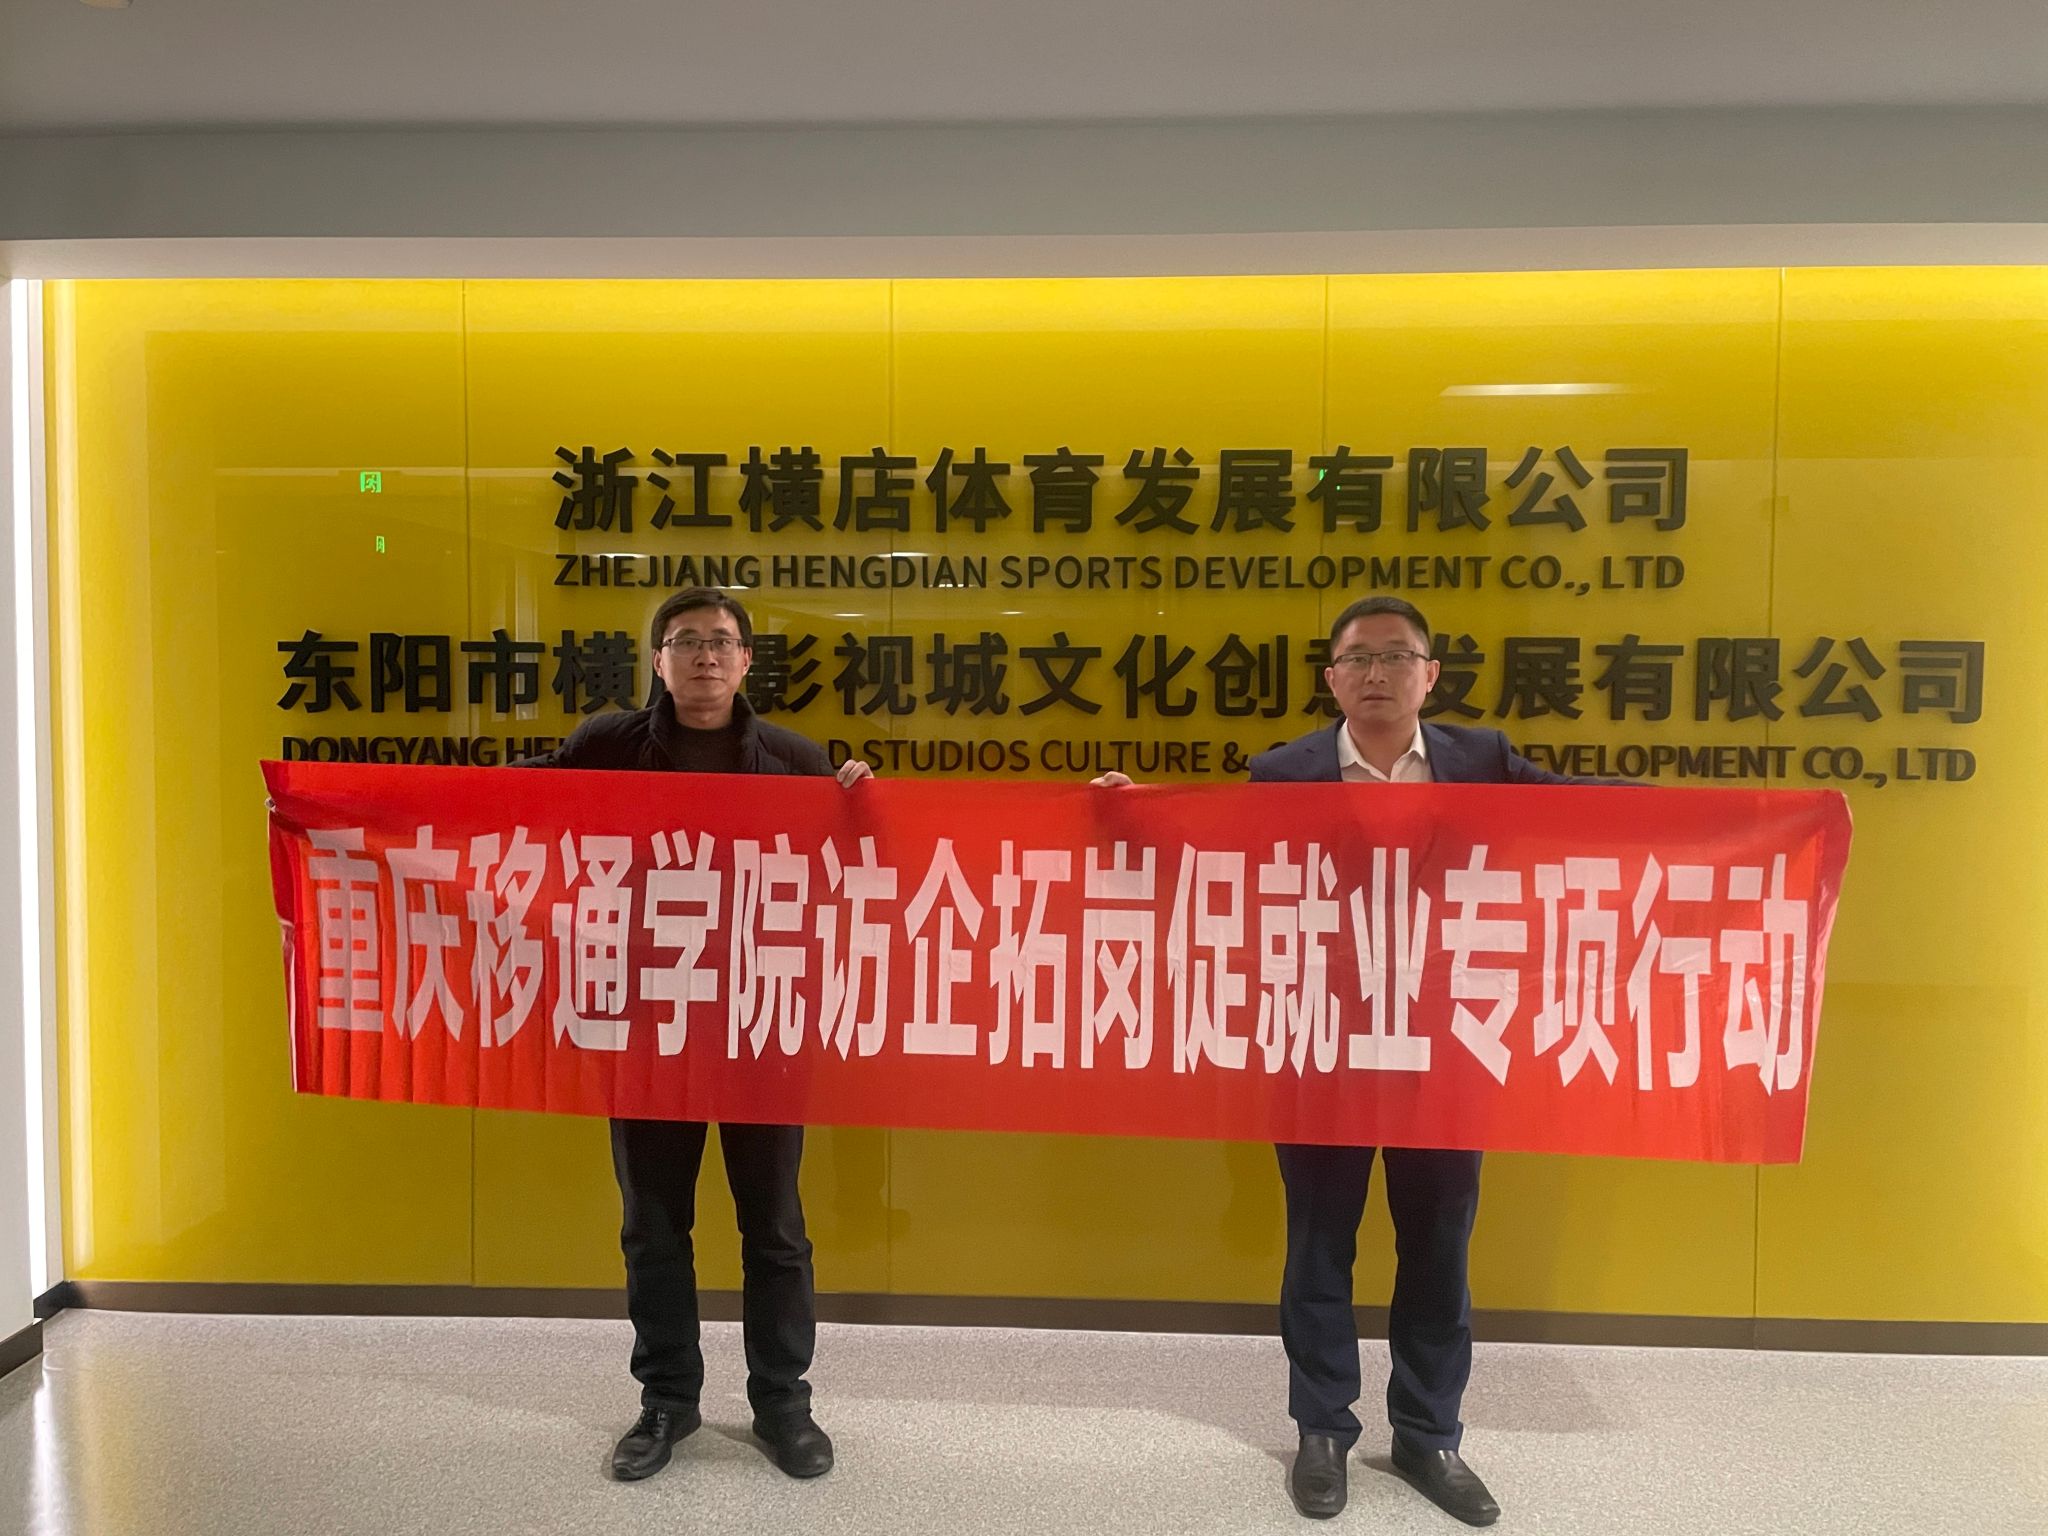 浙江横店体育发展有限公司
ZHEJIANG HENGDIAN SPORTS DEVELOPMENT CO., LTD
东阳市横 影视城文化创意发展有限公司
DONGYANG STUDIOS CULTURE & DEVELOPMENT CO., LTD
重庆移通学院访企拓岗促就业专项行动